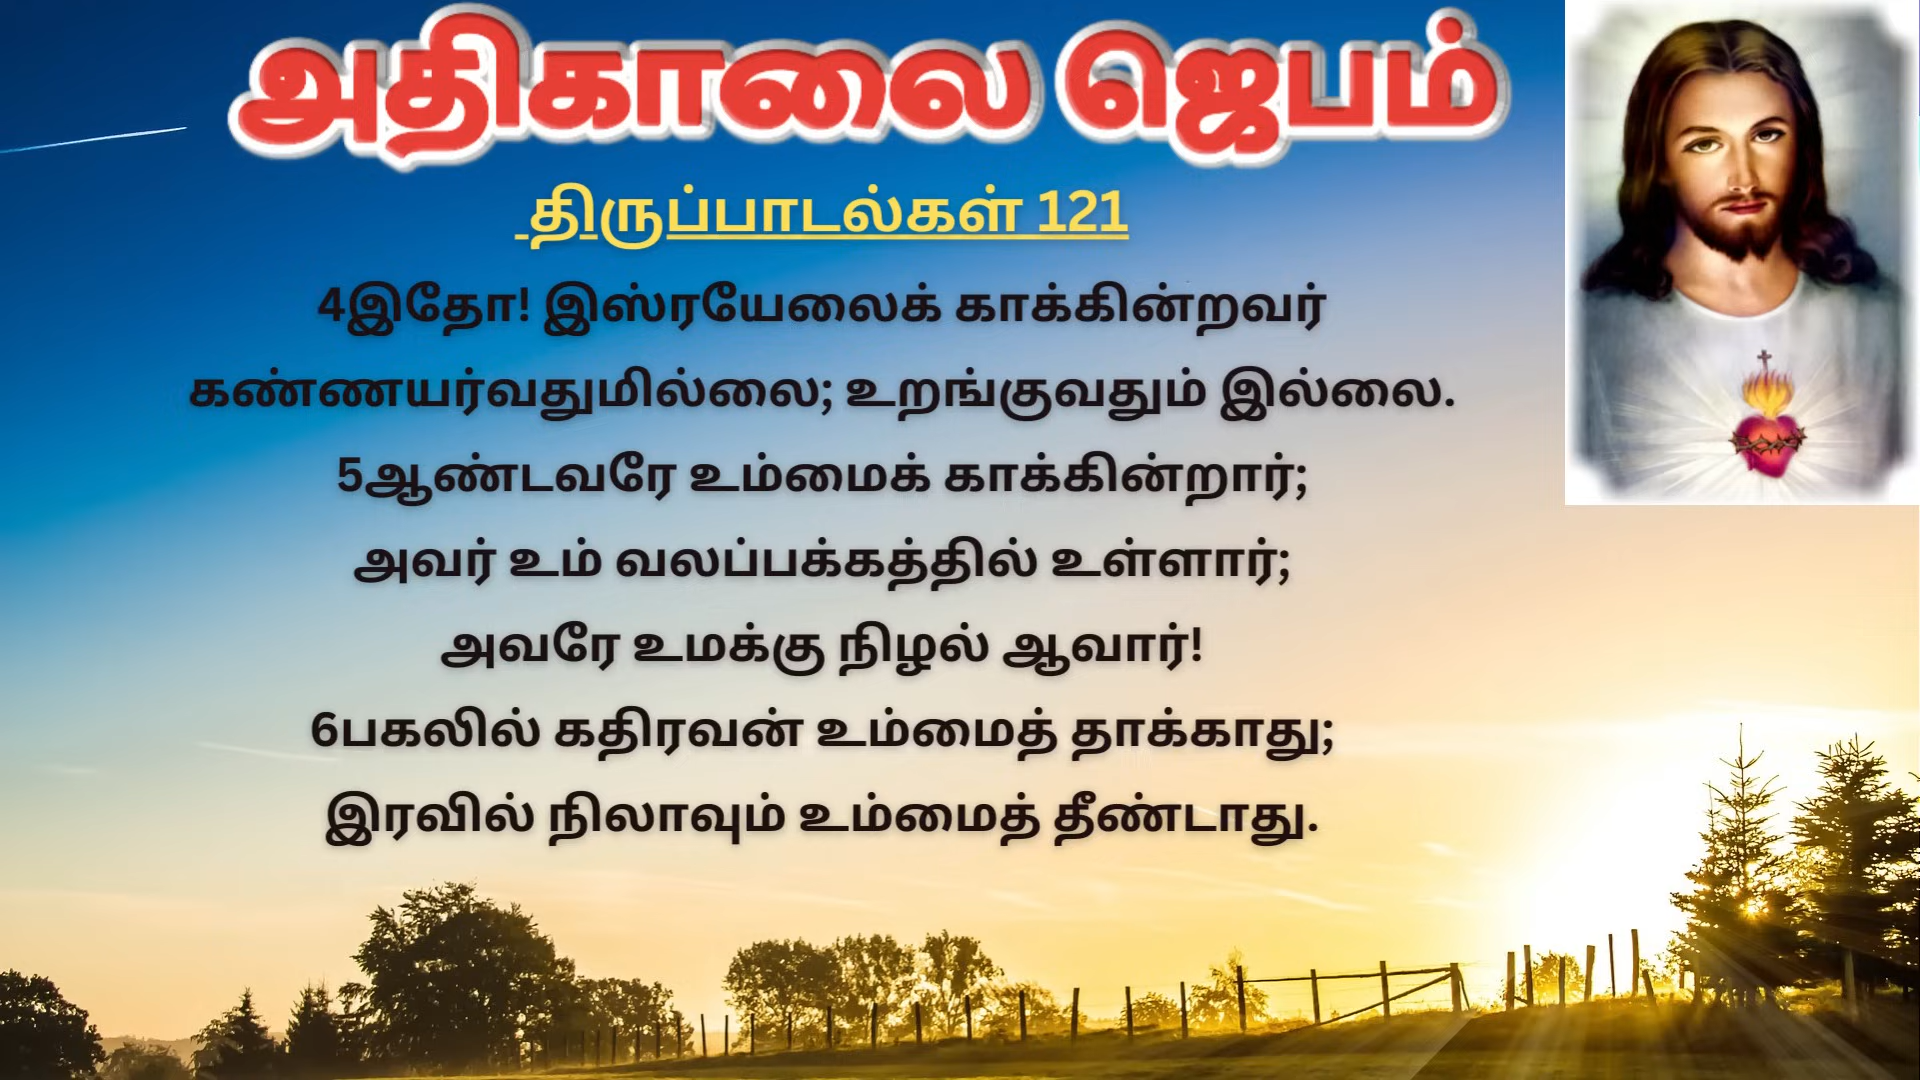 அதிகாலை ஜெபம்
திருப்பாடல்கள் 121
4இதோ! இஸ்ரயேலைக் காக்கின்றவர்
கண்ணயர்வதுமில்லை; உறங்குவதும் இல்லை.
5ஆண்டவரே உம்மைக் காக்கின்றார்;
அவர் உம் வலப்பக்கத்தில் உள்ளார்;
அவரே உமக்கு நிழல் ஆவார்!
6பகலில் கதிரவன் உம்மைத் தாக்காது;
இரவில் நிலாவும் உம்மைத் தீண்டாது.